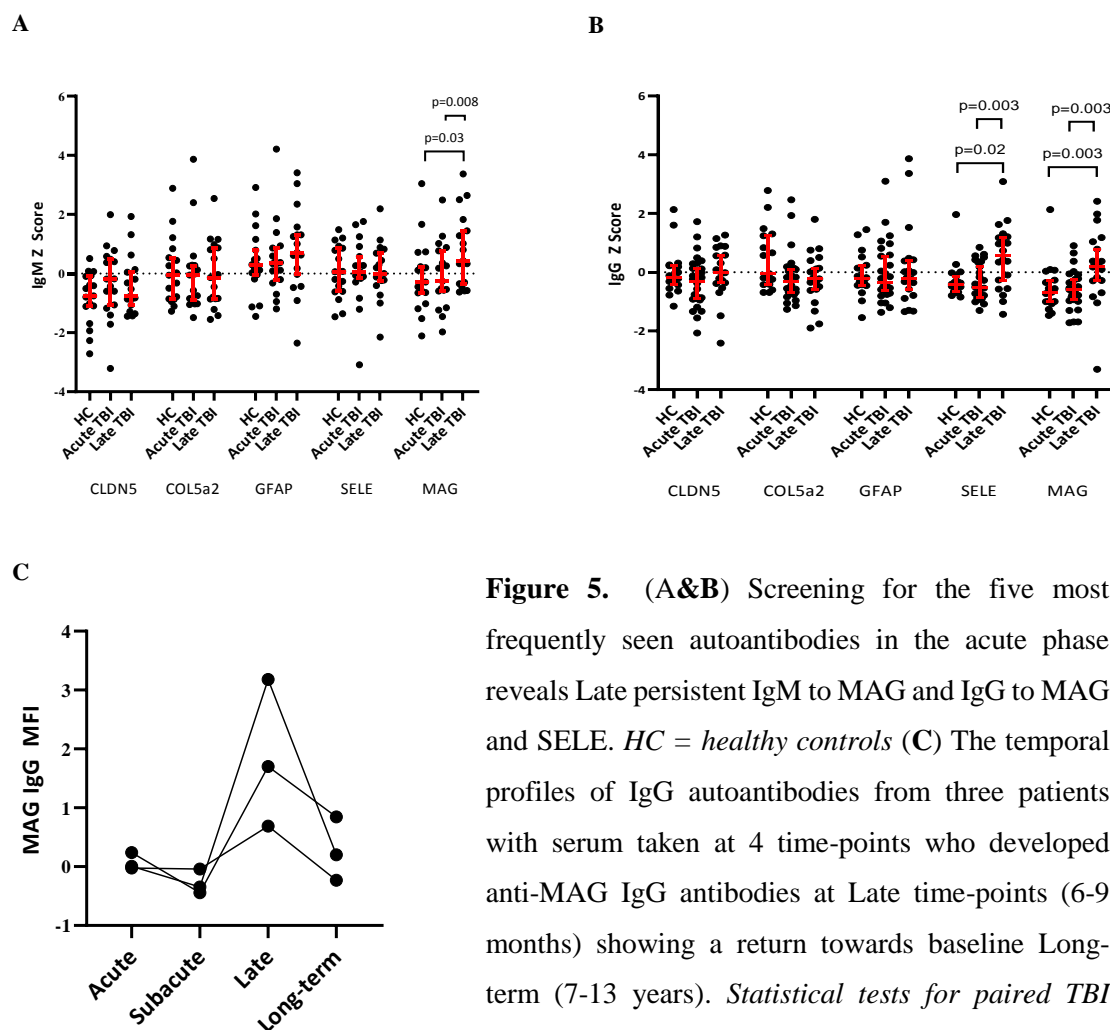 A
B
6
4
2
0
-2
-4
IgM Z Score
p=0.008
p=0.03
HC
Acute TBI
Late TBI
HC
Acute TBI
Late TBI
HC
Acute TBI
Late TBI
HC
Acute TBI
Late TBI
HC
Acute TBI
Late TBI
CLDN5 COL5a2 GFAP SELE MAG
6
4
2
0
-2
-4
IgG Z Score
p=0.003
p=0.02
p=0.003
p=0.003
HC
Acute TBI
Late TBI
HC
Acute TBI
Late TBI
HC
Acute TBI
Late TBI
HC
Acute TBI
Late TBI
HC
Acute TBI
Late TBI
CLDN5 COL5a2 GFAP SELE MAG
C
4
3
2
1
0
-1
MAG IgG MFI
Acute
Subacute
Late
Long-term
Figure 5. (A&B) Screening for the five most
frequently seen autoantibodies in the acute phase
reveals Late persistent IgM to MAG and IgG to MAG
and SELE. HC = healthy controls (C) The temporal
profiles of IgG autoantibodies from three patients
with serum taken at 4 time-points who developed
anti-MAG IgG antibodies at Late time-points (6-9
months) showing a return towards baseline Long-
term (7-13 years). Statistical tests for paired TBI